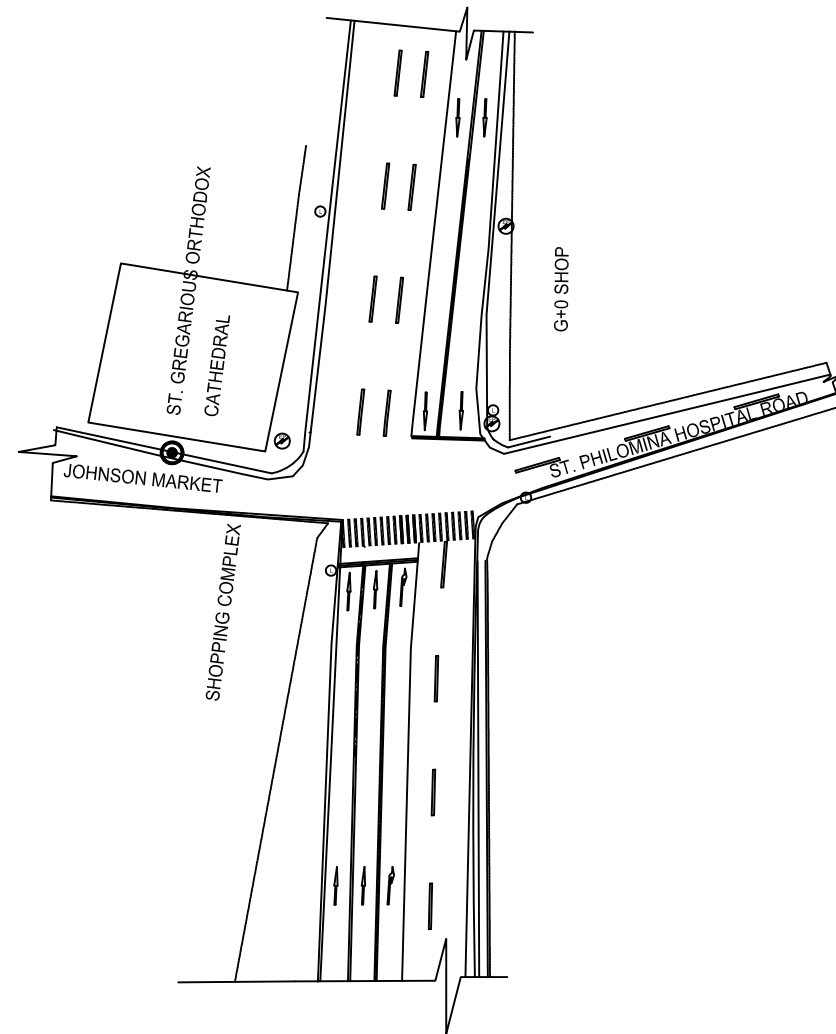 ST. GREGARIOUS ORTHODOX
CATHEDRAL
G+0 SHOP
JOHNSON MARKET
ST. PHILOMINA HOSPITAL ROAD
SHOPPING COMPLEX